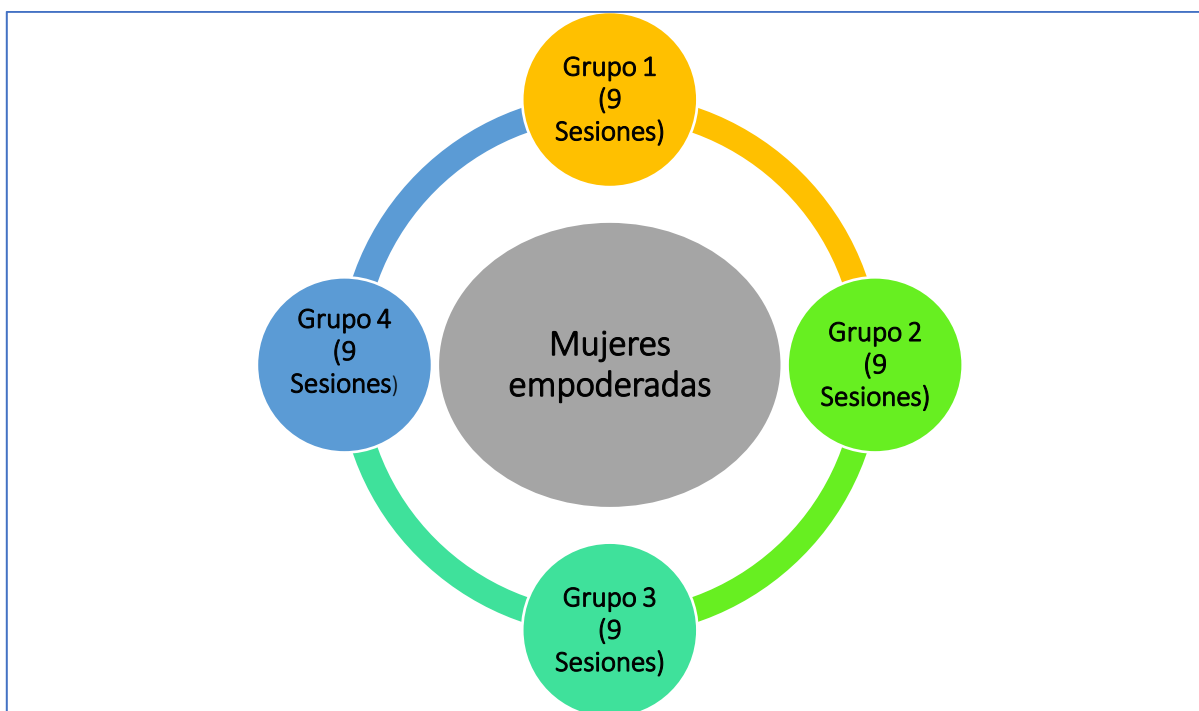 Grupo 1
(9
Sesiones)
Grupo 4
(9
Sesiones)
Mujeres
empoderadas
Grupo 2
(9
Sesiones)
Grupo 3
(9
Sesiones)